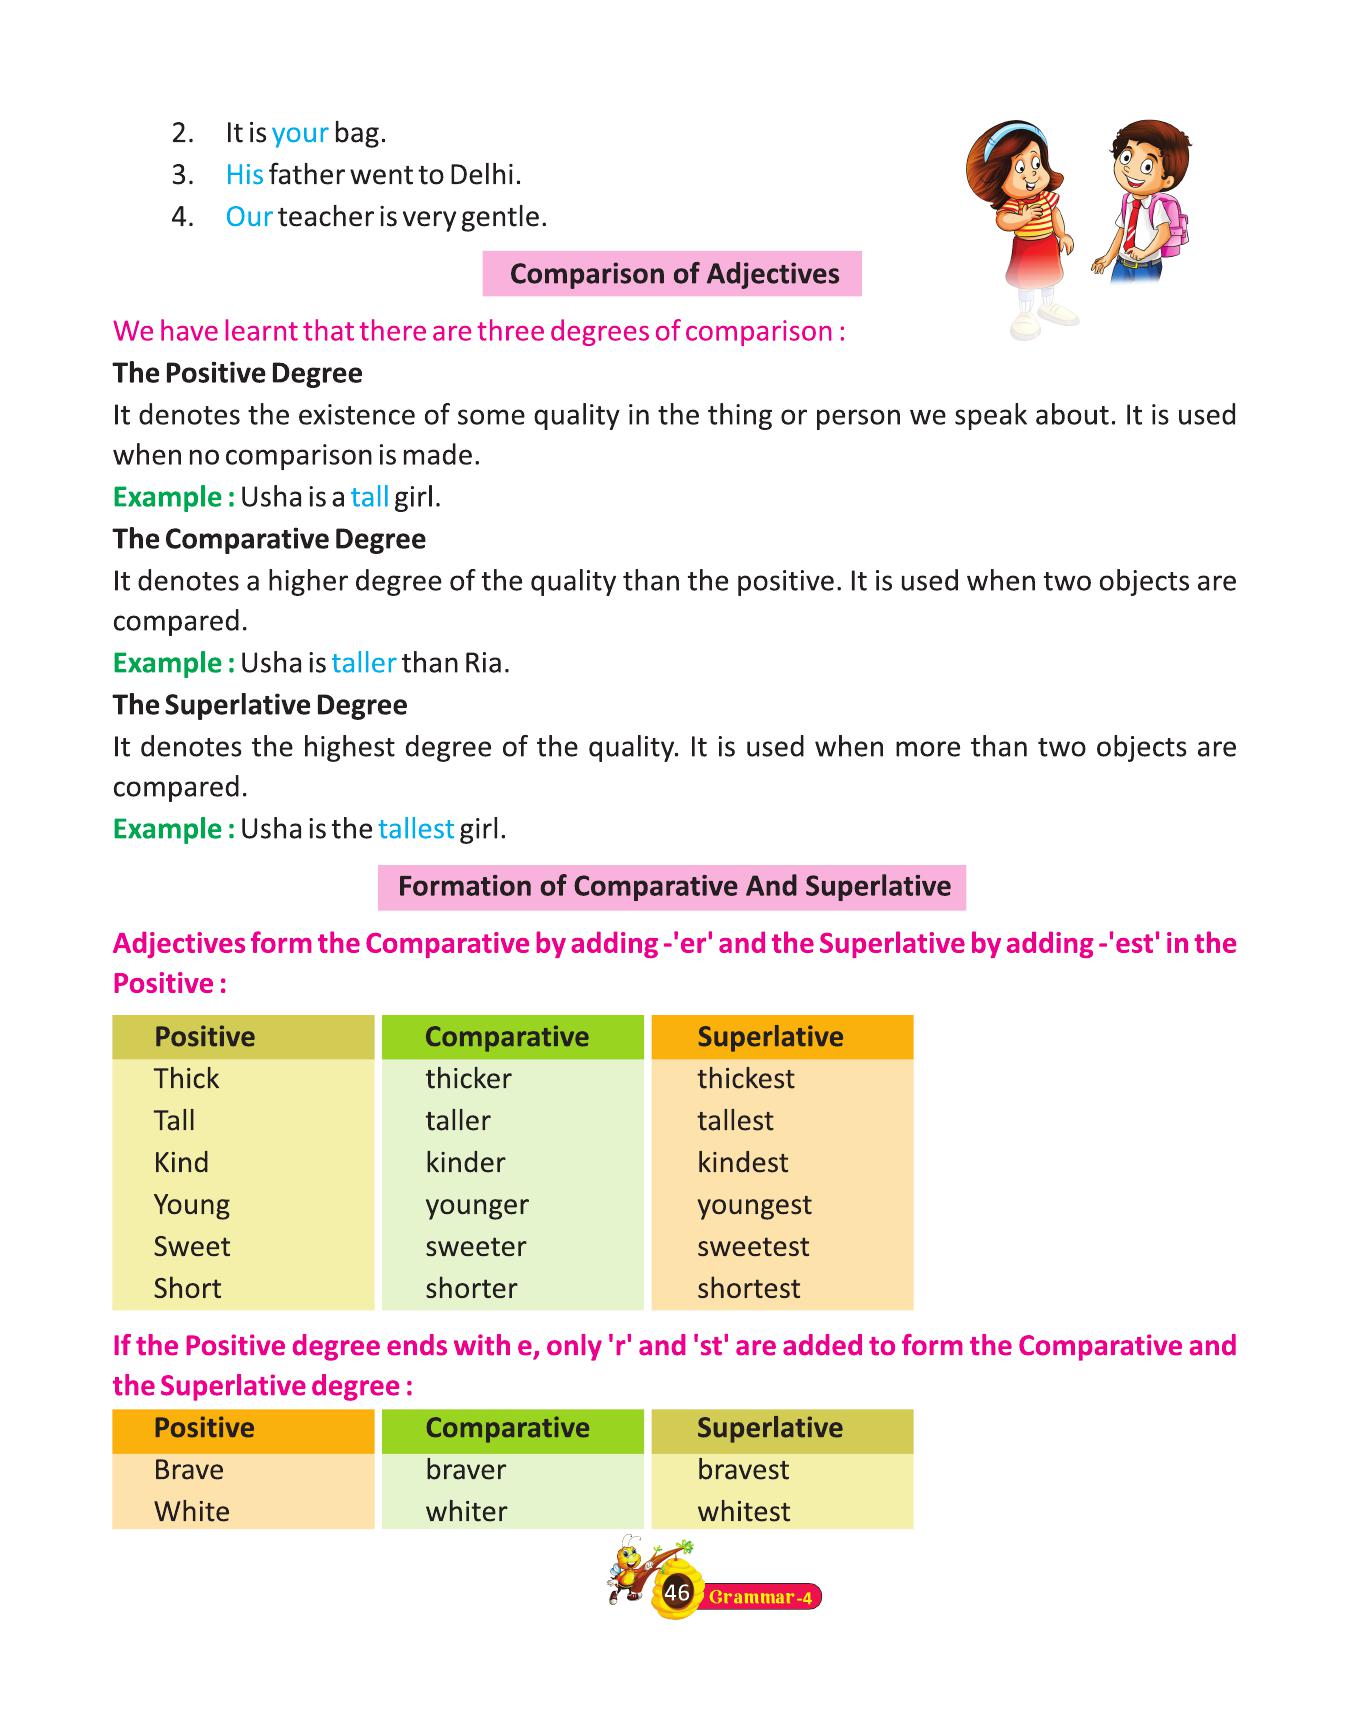 2. It is your bag.
3. His father went to Delhi.
4. Our teacher is very gentle.
Comparison of Adjectives
We have learnt that there are three degrees of comparison :
The Positive Degree
It denotes the existence of some quality in the thing or person we speak about. It is used
when no comparison is made.
Example : Usha is a tall girl.
The Comparative Degree
It denotes a higher degree of the quality than the positive. It is used when two objects are
compared.
Example : Usha is taller than Ria.
The Superlative Degree
It denotes the highest degree of the quality. It is used when more than two objects are
compared.
Example : Usha is the tallest girl.
Formation of Comparative And Superlative
Adjectives form the Comparative by adding -'er' and the Superlative by adding -'est' in the
Positive :
Positive Comparative Superlative
Thick thicker thickest
Tall taller tallest
Kind kinder kindest
Young younger youngest
Sweet sweeter sweetest
Short shorter shortest
If the Positive degree ends with e, only 'r' and 'st' are added to form the Comparative and
the Superlative degree :
Positive Comparative Superlative
Brave braver bravest
White whiter whitest
46 Grammar-4